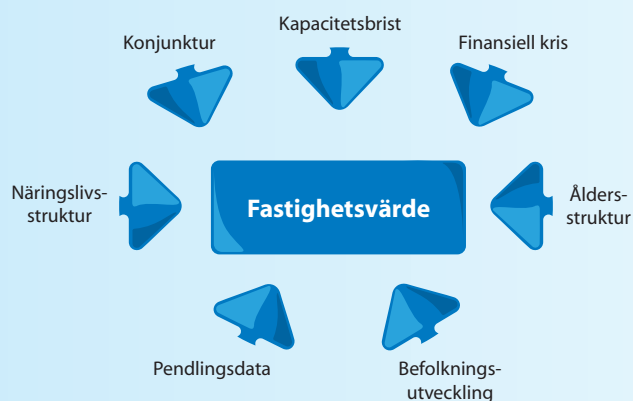 Kapacitetsbrist
Konjunktur
Finansiell kris
Näringslivs-
struktur
Fastighetsvärde
Ålders-
struktur
Pendlingsdata
Befolknings-
utveckling